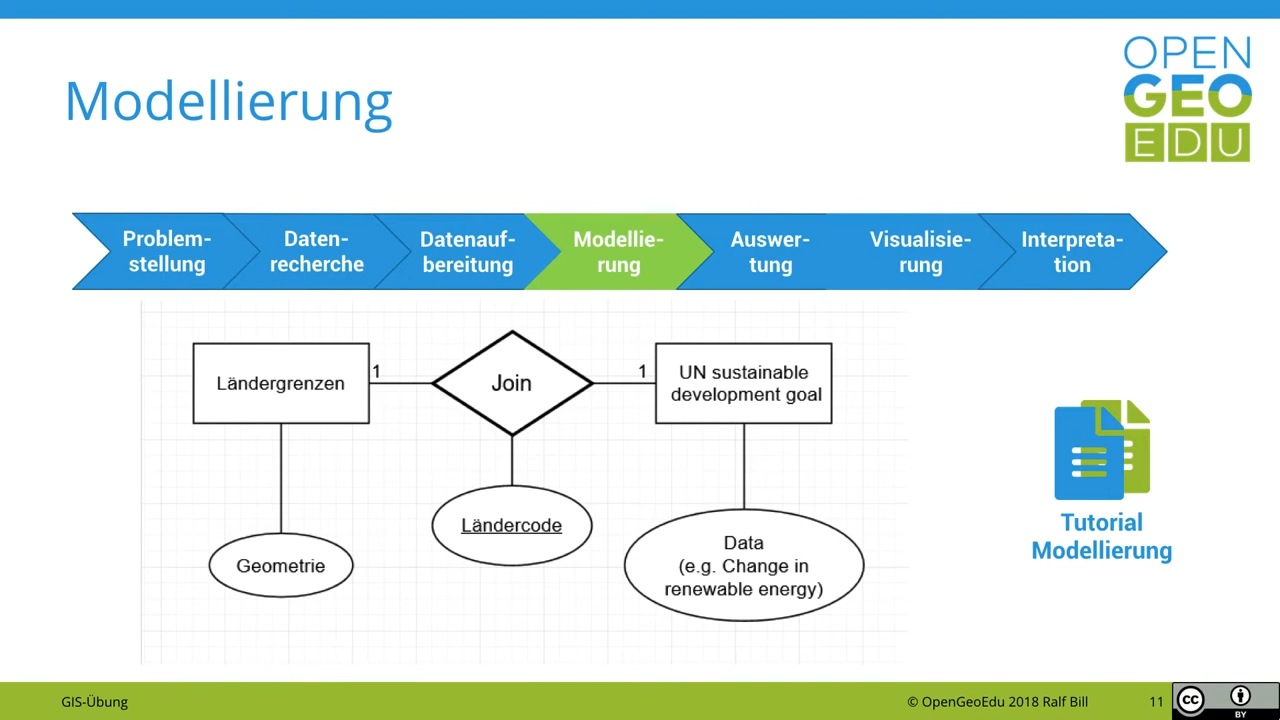 OPEN
GEO
EDU
Modellierung
Problem-
stellung
Daten-
recherche
Datenauf-
bereitung
Modellie-
rung
Auswer-
tung
Visualisie-
rung
Interpreta-
tion
Ländergrenzen
1
Join
1
UN sustainable
development goal
Ländercode
Geometrie
Data
(e.g. Change in
renewable energy)
Tutorial
Modellierung
GIS-Übung
© OpenGeoEdu 2018 Ralf Bill
11
cc
BY